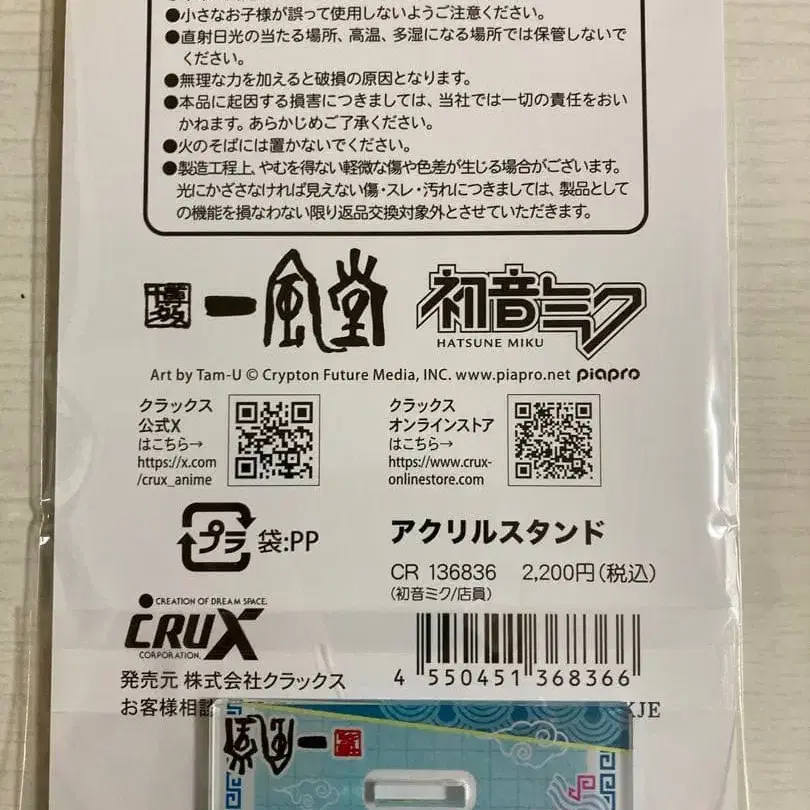 ●小さなお子様が誤って使用しないようご注意ください。
●直射日光の当たる場所、高温、多湿になる場所では保管しないで
ください。
●無理な力を加えると破損の原因となります。
●本品に起因する損害につきましては、当社では一切の責任をおい
かねます。あらかじめご了承ください。
●火のそばには置かないでください。
●製造工程上、やむを得ない軽微な傷や色差が生じる場合がございます。
光にかざさなければ見えない傷・スレ・汚れにつきましては、製品として
の機能を損なわない限り返品交換対象外とさせていただきます。
博多 一風堂 初音ミク
HATSUNE MIKU
Art by Tam-U © Crypton Future Media, INC. www.piapro.net piapro
クラックス
公式X
はこちら→
https://x.com
/crux_anime
クラックス
オンラインストア
はこちら→
https://www.crux-
onlinestore.com
プラ 袋:PP
アクリルスタンド
CR 136836 2,200円(税込)
(初音ミク/店員)
CREATION OF DREAM SPACE.
CRUX
CORPORATION.
発売元 株式会社クラックス
4 550451 368366
お客様相談
KJE
一風堂